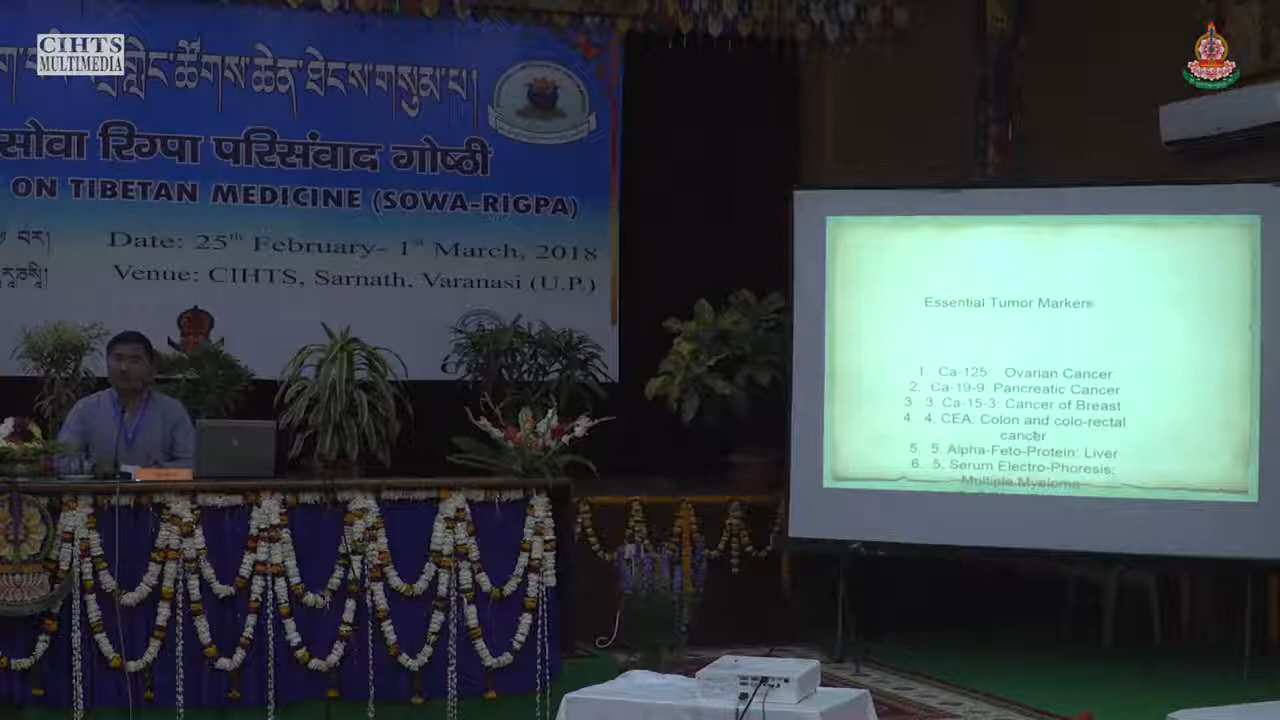 CIHTS
MULTIMEDIA
གླེང་ཚོགས་ཆེན་ཐེངས་གསུམ་པ།
सोवा रिग्पा परिसंवाद गोष्ठी
ON TIBETAN MEDICINE (SOWA-RIGPA)
Date: 25th February- 1st March, 2018
Venue: CIHTS, Sarnath, Varanasi (U.P.)
Essential Tumor Markers
1 Ca-125 Ovarian Cancer
2. Ca-19-9 Pancreatic Cancer
3 3. Ca-15-3: Cancer of Breast
4. 4. CEA: Colon and colo-rectal
cancer
5. 5. Alpha-Feto-Protein: Liver
6. 5. Serum Electro-Phoresis:
Multiple Myeloma